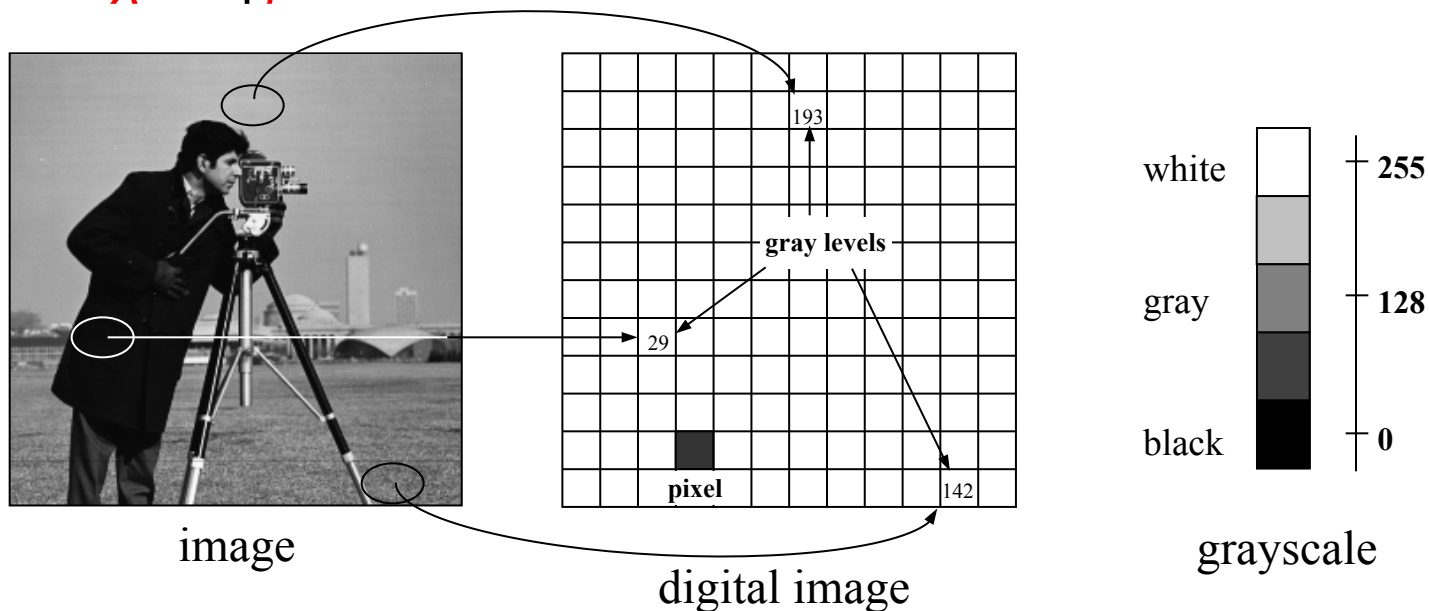 193
gray levels
29
pixel
142
image
digital image
white
255
gray
128
black
0
grayscale